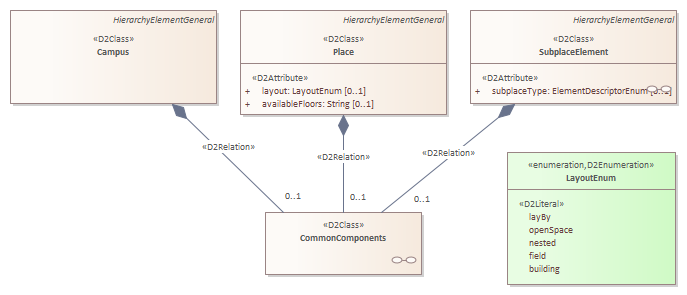 HierarchyElementGeneral
«D2Class»
Campus
HierarchyElementGeneral
«D2Class»
Place
«D2Attribute»
+ layout: LayoutEnum [0..1]
+ availableFloors: String [0..1]
HierarchyElementGeneral
«D2Class»
SubplaceElement
«D2Attribute»
+ subplaceType: ElementDescriptorEnum [0..1]
«D2Relation»
«D2Relation»
«D2Relation»
0..1
0..1
0..1
«D2Class»
CommonComponents
«enumeration,D2Enumeration»
LayoutEnum
«D2Literal»
layBy
openSpace
nested
field
building